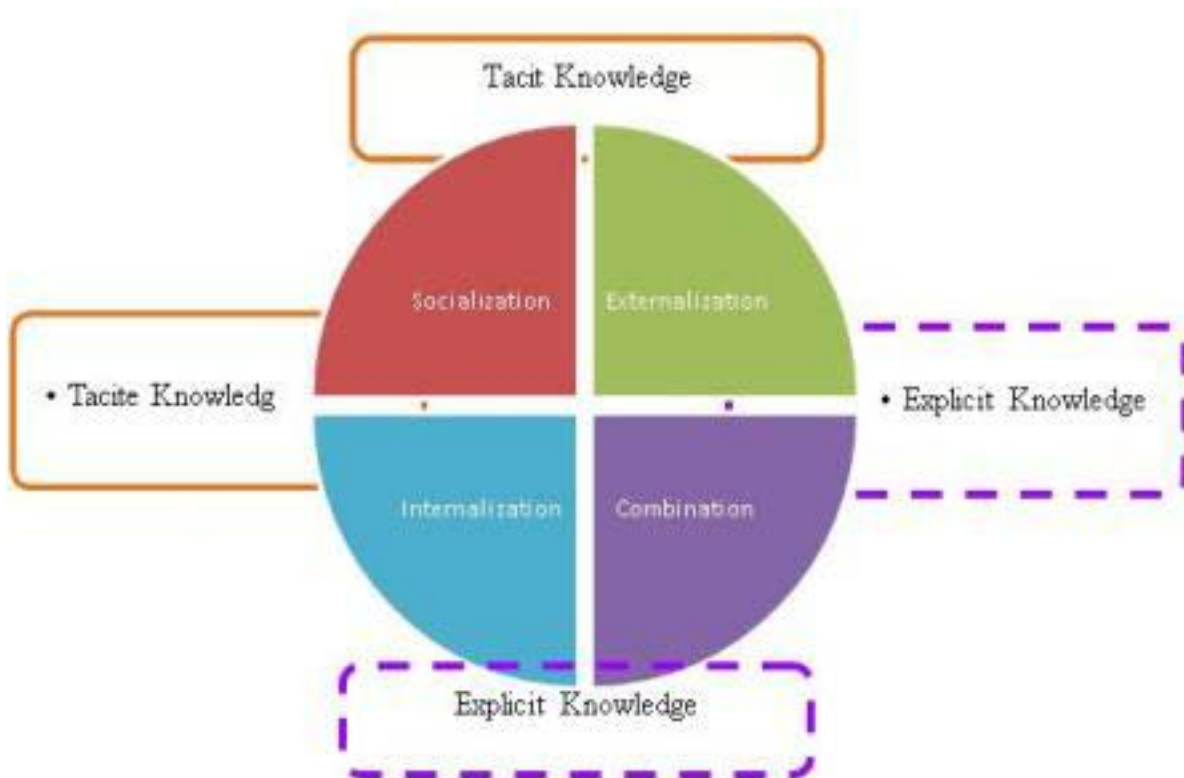 Tacit Knowledge
Socialization
Externalization
• Tacite Knowledg
• Explicit Knowledge
Internalization
Combination
Explicit Knowledge